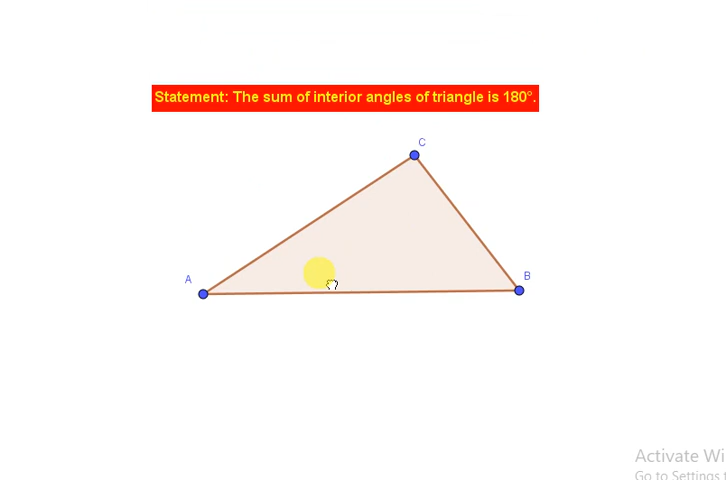 Statement: The sum of interior angles of triangle is 180°.
C
A
B
Activate Wi
Go to Settings